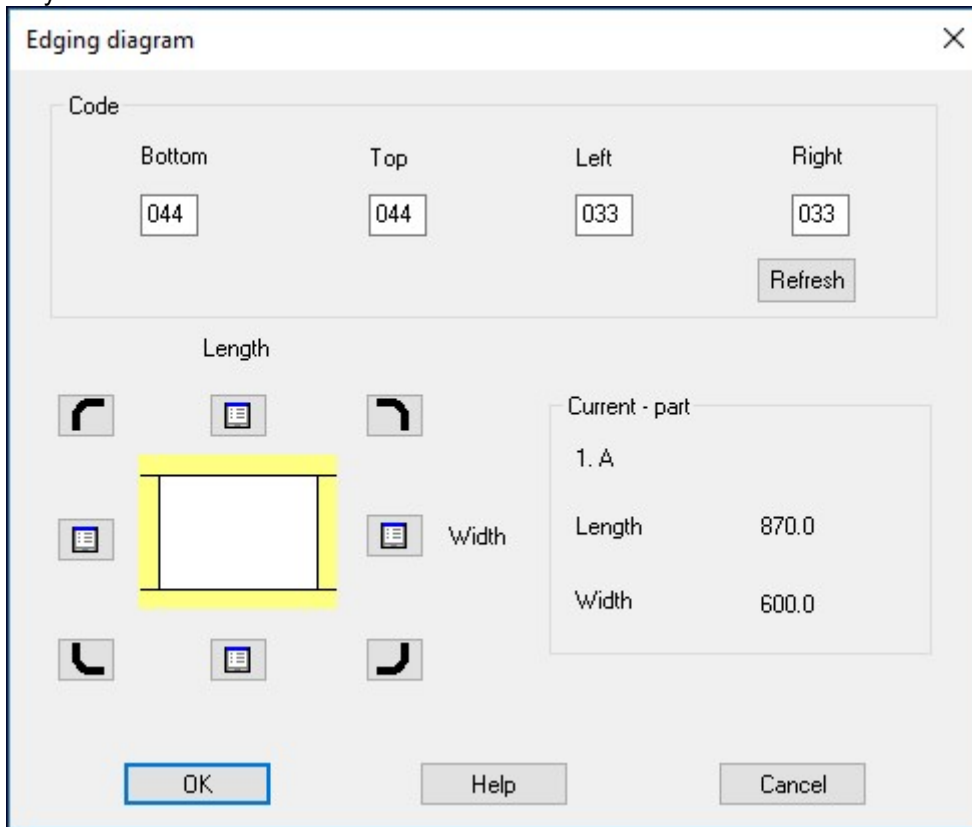 Edging diagram
Code
Bottom Top Left Right
044 044 033 033
Refresh
Length
Current - part
1. A
Width
Length 870.0
Width 600.0
OK Help Cancel